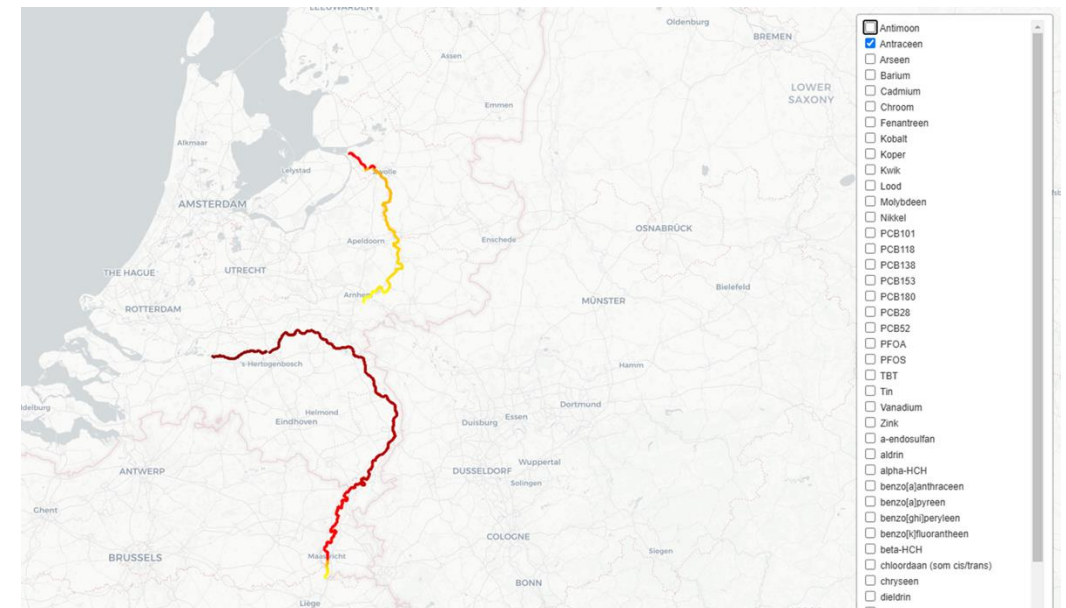 LEEUWARDEN
Oldenburg
BREMEN
Assen
LOWER
SAXONY
Emmen
Alkmaar
Lelystad
Zwolle
AMSTERDAM
OSNABRÜCK
Apeldoorn
Enschede
THE HAGUE
UTRECHT
Bielefeld
Arnhem
MÜNSTER
ROTTERDAM
's-Hertogenbosch
Hamm
Dortmund
Helmond
Essen
Eindhoven
Duisburg
Wuppertal
ANTWERP
DUSSELDORF
Solingen
Ghent
COLOGNE
Siegen
BRUSSELS
Maastricht
BONN
Liège
Antimoon
Antraceen
Arseen
Barium
Cadmium
Chroom
Fenantreen
Kobalt
Koper
Kwik
Lood
Molybdeen
Nikkel
PCB101
PCB118
PCB138
PCB153
PCB180
PCB28
PCB52
PFOA
PFOS
TBT
Tin
Vanadium
Zink
a-endosulfan
aldrin
alpha-HCH
benzo[a]anthraceen
benzo[a]pyreen
benzo[ghi]peryleen
benzo[k]fluorantheen
beta-HCH
chloordaan (som cis/trans)
chryseen
dieldrin